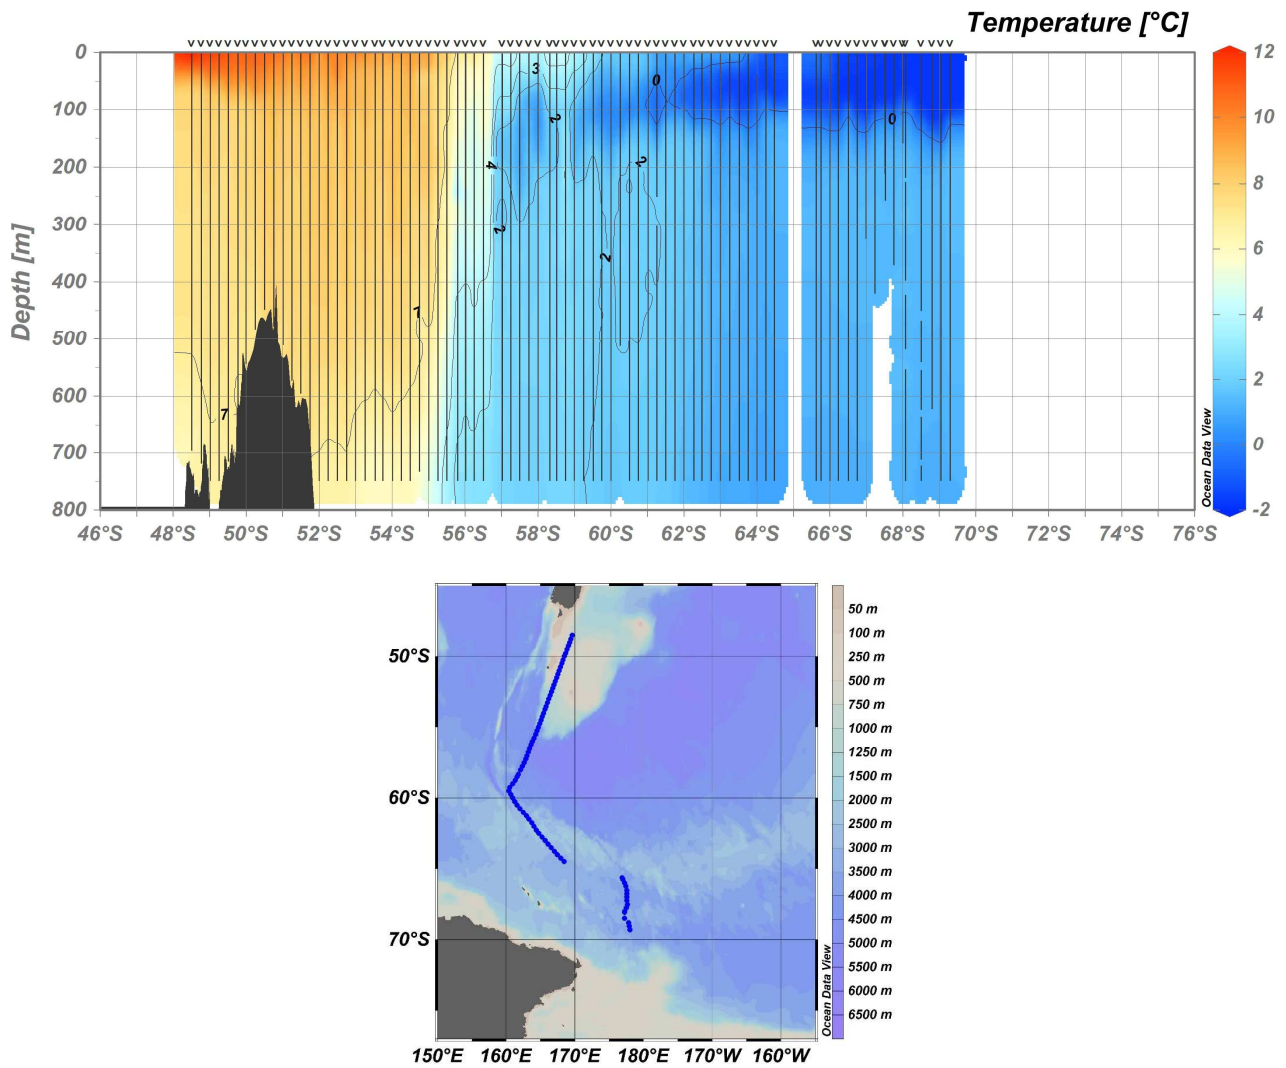 Temperature [°C]
0
100
200
300
400
500
600
700
800
Depth [m]
3
0
2
0
4
2
2
2
7
7
46°S 48°S 50°S 52°S 54°S 56°S 58°S 60°S 62°S 64°S 66°S 68°S 70°S 72°S 74°S 76°S
12
10
8
6
4
2
0
-2
Ocean Data View
50°S
60°S
70°S
150°E 160°E 170°E 180°E 170°W 160°W
50 m
100 m
250 m
500 m
750 m
1000 m
1250 m
1500 m
2000 m
2500 m
3000 m
3500 m
4000 m
4500 m
5000 m
5500 m
6000 m
6500 m
Ocean Data View